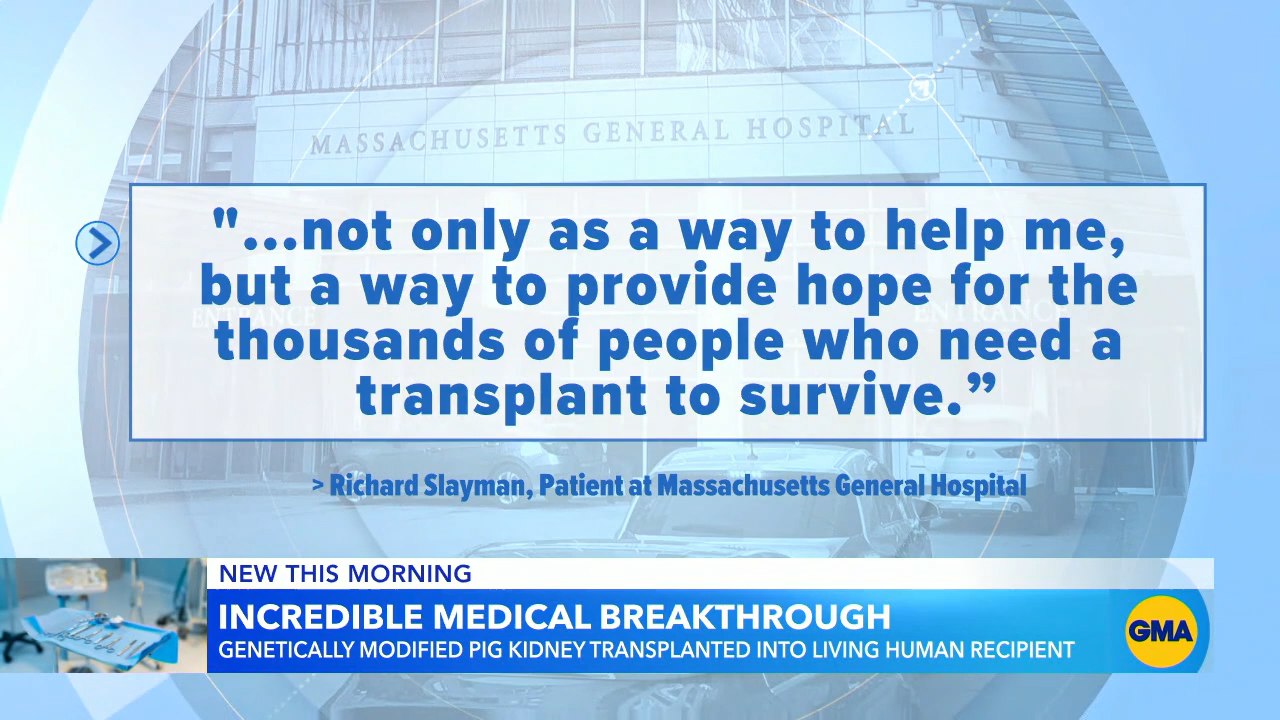 MASSACHUSETTS GENERAL HOSPITAL
"...not only as a way to help me,
but a way to provide hope for the
thousands of people who need a
transplant to survive.”
ENTRANCE
ENTRANCE
> Richard Slayman, Patient at Massachusetts General Hospital
NEW THIS MORNING
INCREDIBLE MEDICAL BREAKTHROUGH
GENETICALLY MODIFIED PIG KIDNEY TRANSPLANTED INTO LIVING HUMAN RECIPIENT
GMA